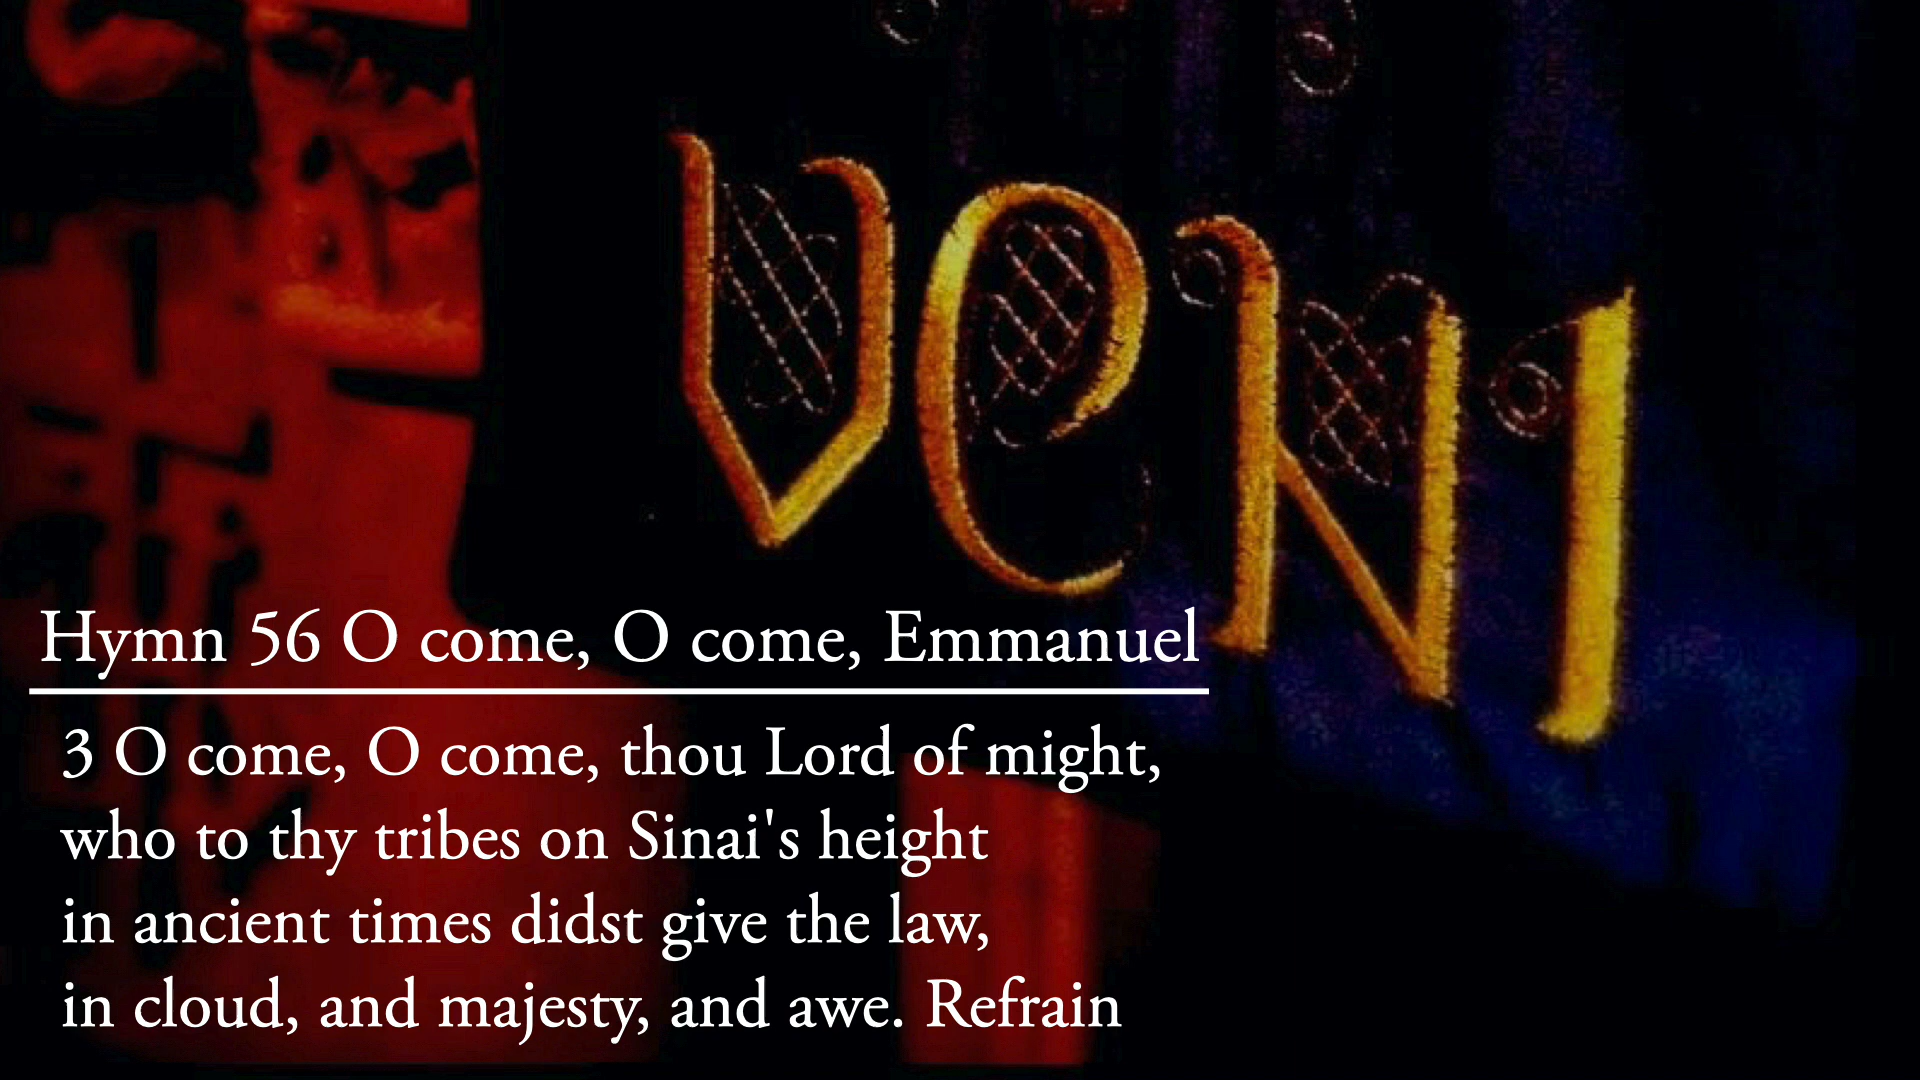 VENI
Hymn 56 O come, O come, Emmanuel
3 O come, O come, thou Lord of might,
who to thy tribes on Sinai's height
in ancient times didst give the law,
in cloud, and majesty, and awe. Refrain